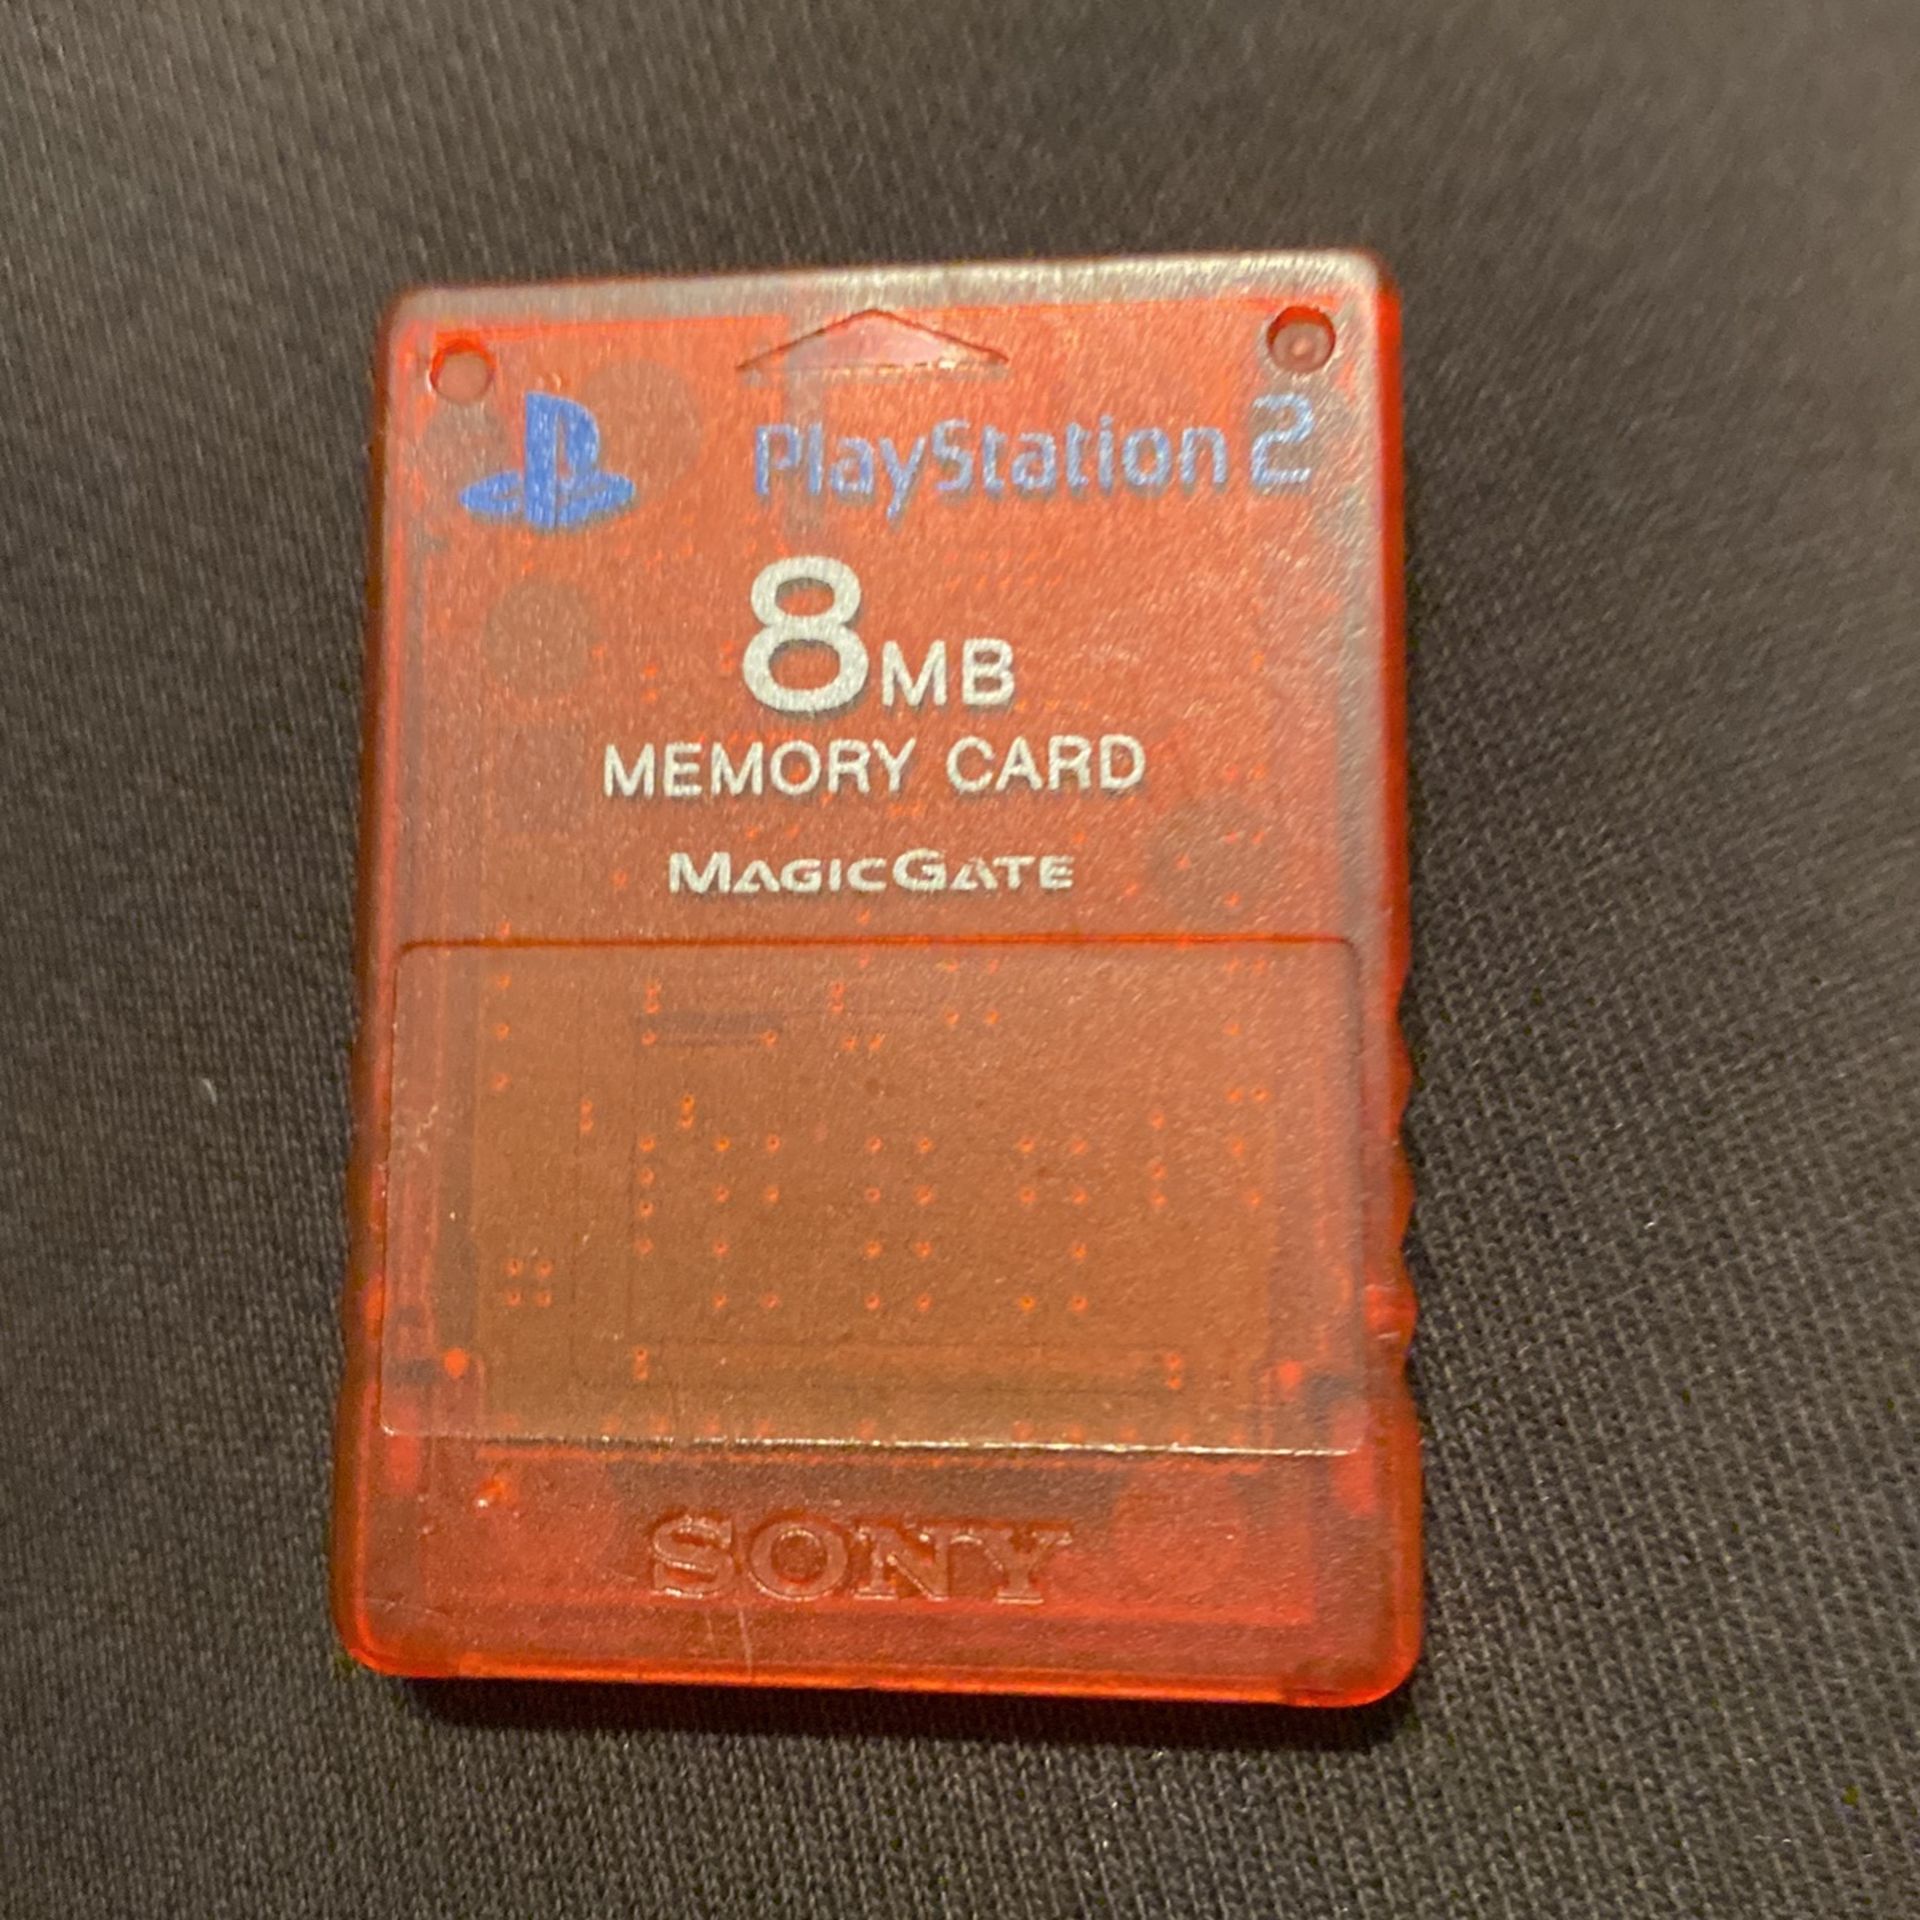 PlayStation 2
8MB
MEMORY CARD
MAGICGATE
SONY